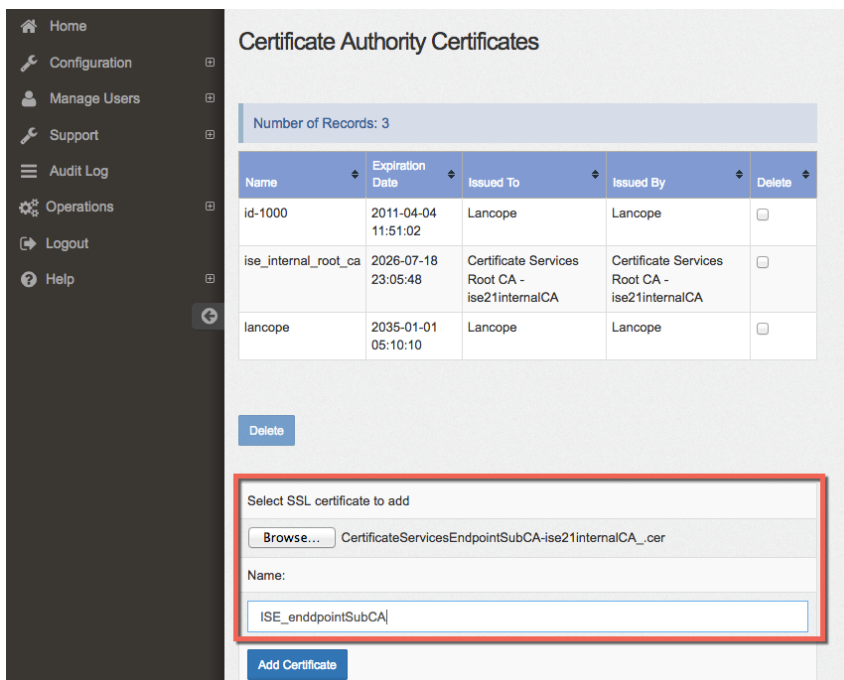 Home
Configuration
Manage Users
Support
Audit Log
Operations
Logout
Help
Certificate Authority Certificates
Number of Records: 3
Name Expiration Date Issued To Issued By Delete
id-1000 2011-04-04 11:51:02 Lancope Lancope
ise_internal_root_ca 2026-07-18 23:05:48 Certificate Services Root CA - ise21internalCA Certificate Services Root CA - ise21internalCA
lancope 2035-01-01 05:10:10 Lancope Lancope
Delete
Select SSL certificate to add
Browse... CertificateServicesEndpointSubCA-ise21internalCA_.cer
Name:
ISE_enddpointSubCA
Add Certificate